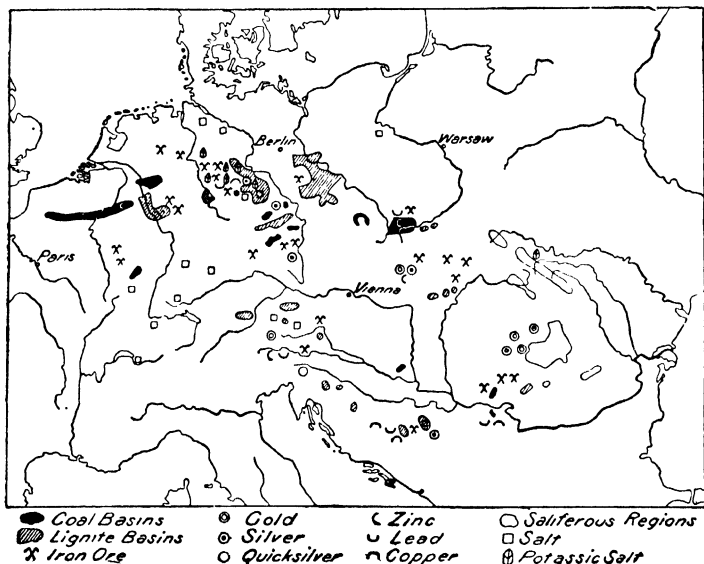 Berlin
Warsaw
Paris
Vienna
Coal Basins
Gold
Zinc
Saliferous Regions
Lignite Basins
Silver
Lead
Salt
Iron Ore
Quicksilver
Copper
Potassic Salt